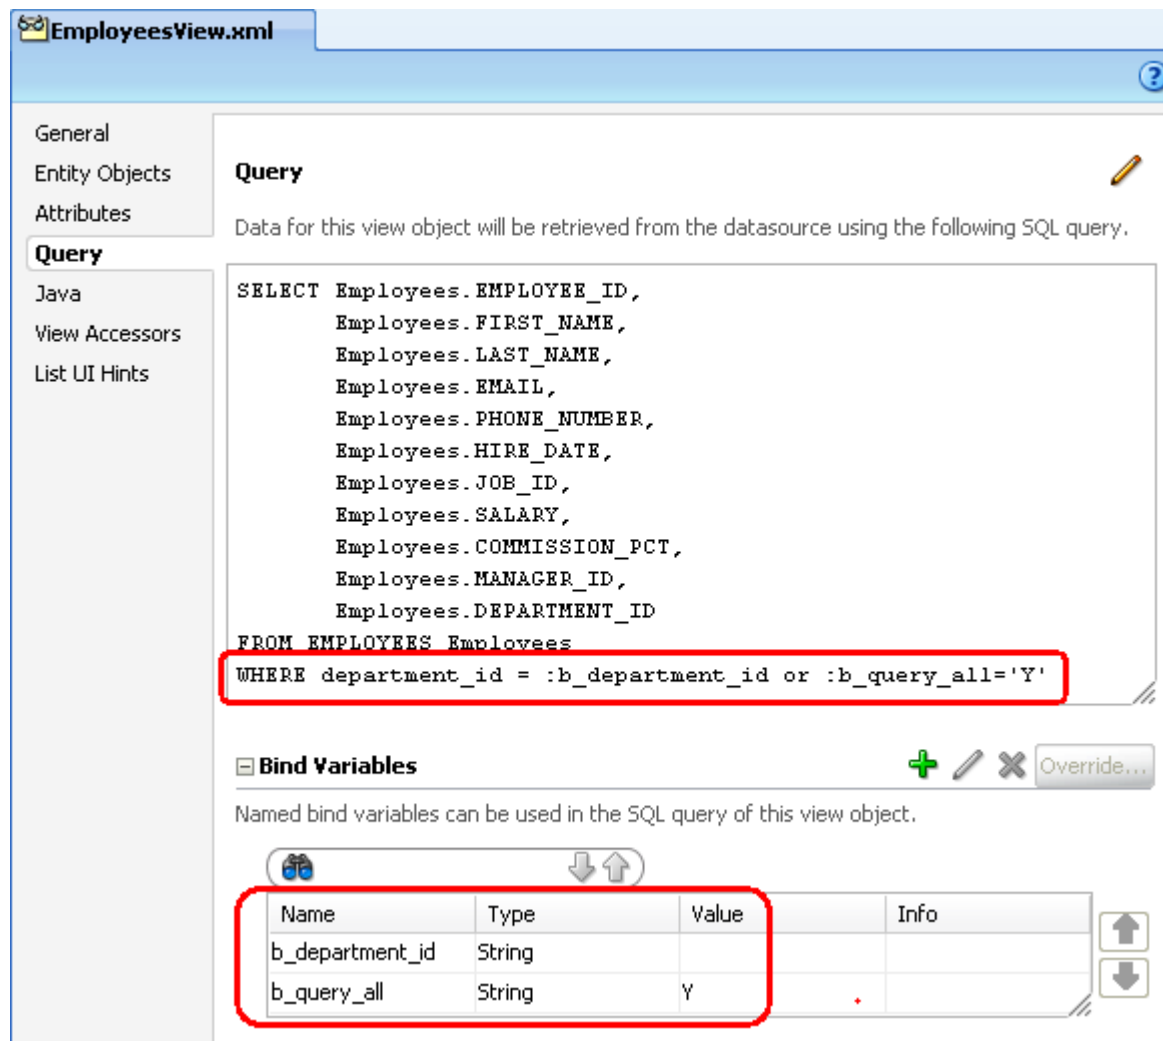 EmployeesView.xml
General
Entity Objects
Attributes
Query
Java
View Accessors
List UI Hints
Query
Data for this view object will be retrieved from the datasource using the following SQL query.
SELECT Employees.EMPLOYEE_ID,
Employees.FIRST_NAME,
Employees.LAST_NAME,
Employees.EMAIL,
Employees.PHONE_NUMBER,
Employees.HIRE_DATE,
Employees.JOB_ID,
Employees.SALARY,
Employees.COMMISSION_PCT,
Employees.MANAGER_ID,
Employees.DEPARTMENT_ID
FROM EMPLOYEES Employees
WHERE department_id = :b_department_id or :b_query_all='Y'
Bind Variables
Override...
Named bind variables can be used in the SQL query of this view object.
Name Type Value Info
b_department_id String
b_query_all String Y